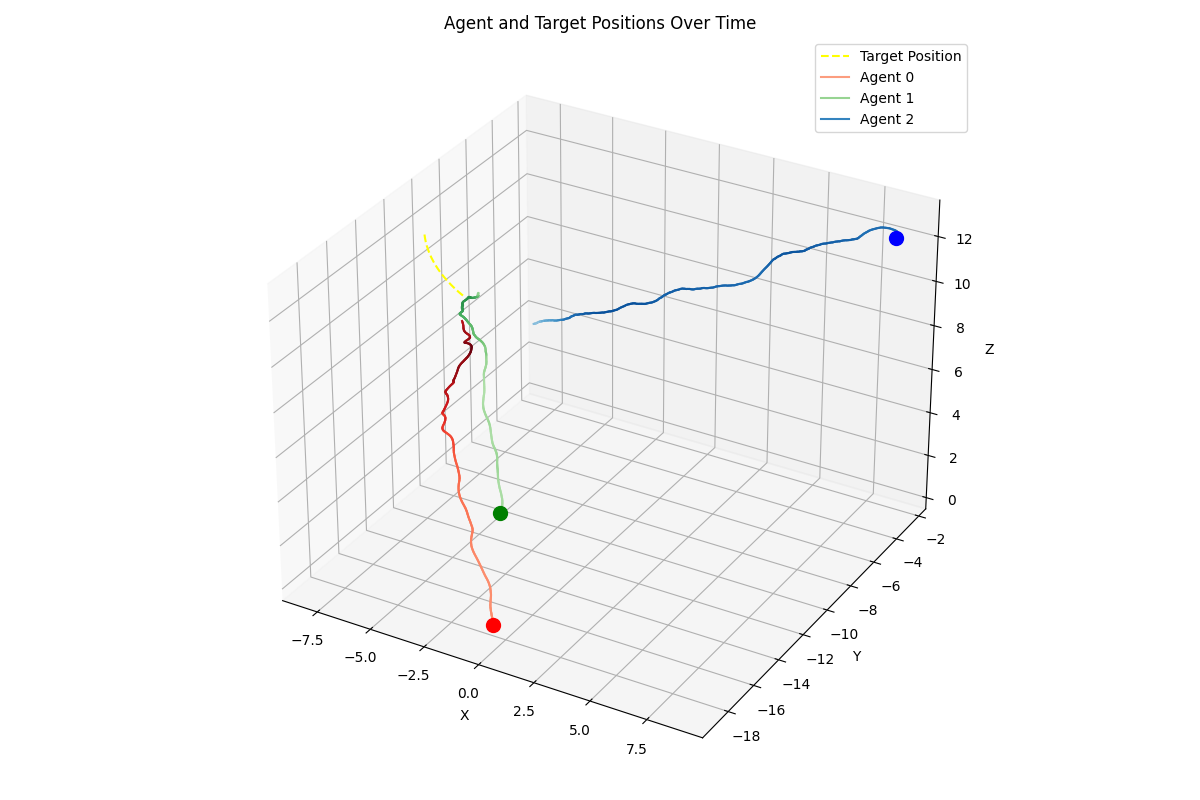 Agent and Target Positions Over Time
Target Position
Agent 0
Agent 1
Agent 2
12
10
8
6
4
2
0
Z
−2
−4
−6
−8
−10
−12
−14
−16
−18
Y
−7.5
−5.0
−2.5
0.0
2.5
5.0
7.5
X